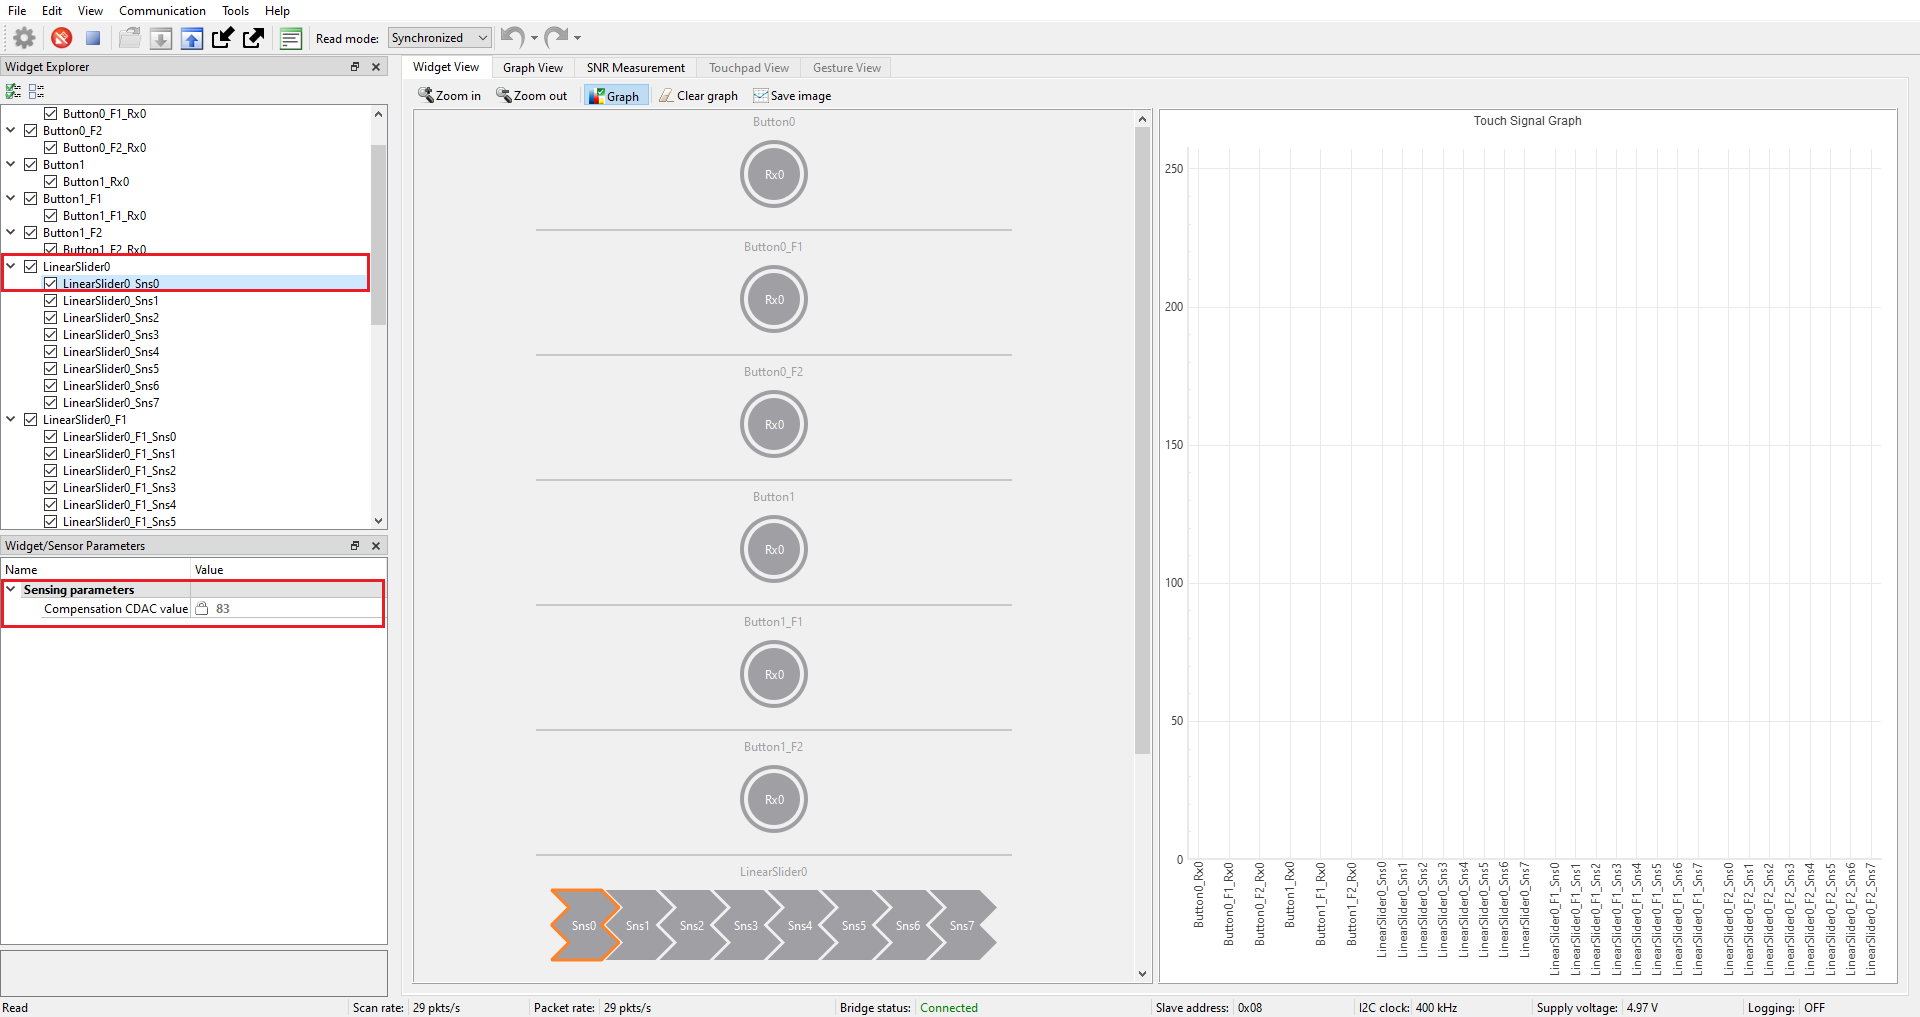 File Edit View Communication Tools Help
Read mode: Synchronized
Widget Explorer
Button0_F1_Rx0
Button0_F2
Button0_F2_Rx0
Button1
Button1_Rx0
Button1_F1
Button1_F1_Rx0
Button1_F2
Button1_F2_Rx0
LinearSlider0
LinearSlider0_Sns0
LinearSlider0_Sns1
LinearSlider0_Sns2
LinearSlider0_Sns3
LinearSlider0_Sns4
LinearSlider0_Sns5
LinearSlider0_Sns6
LinearSlider0_Sns7
LinearSlider0_F1
LinearSlider0_F1_Sns0
LinearSlider0_F1_Sns1
LinearSlider0_F1_Sns2
LinearSlider0_F1_Sns3
LinearSlider0_F1_Sns4
LinearSlider0_F1_Sns5
Widget/Sensor Parameters
Name Value
Sensing parameters
Compensation CDAC value 83
Widget View Graph View SNR Measurement Touchpad View Gesture View
Zoom in Zoom out Graph Clear graph Save image
Button0
Rx0
Button0_F1
Rx0
Button0_F2
Rx0
Button1
Rx0
Button1_F1
Rx0
Button1_F2
Rx0
LinearSlider0
Sns0 Sns1 Sns2 Sns3 Sns4 Sns5 Sns6 Sns7
Touch Signal Graph
250
200
150
100
50
0
Button0_Rx0
Button0_F1_Rx0
Button0_F2_Rx0
Button1_Rx0
Button1_F1_Rx0
Button1_F2_Rx0
LinearSlider0_Sns0
LinearSlider0_Sns1
LinearSlider0_Sns2
LinearSlider0_Sns3
LinearSlider0_Sns4
LinearSlider0_Sns5
LinearSlider0_Sns6
LinearSlider0_Sns7
LinearSlider0_F1_Sns0
LinearSlider0_F1_Sns1
LinearSlider0_F1_Sns2
LinearSlider0_F1_Sns3
LinearSlider0_F1_Sns4
LinearSlider0_F1_Sns5
LinearSlider0_F1_Sns6
LinearSlider0_F1_Sns7
LinearSlider0_F2_Sns0
LinearSlider0_F2_Sns1
LinearSlider0_F2_Sns2
LinearSlider0_F2_Sns3
LinearSlider0_F2_Sns4
LinearSlider0_F2_Sns5
LinearSlider0_F2_Sns6
LinearSlider0_F2_Sns7
Read Scan rate: 29 pkts/s Packet rate: 29 pkts/s Bridge status: Connected Slave address: 0x08 I2C clock: 400 kHz Supply voltage: 4.97 V Logging: OFF